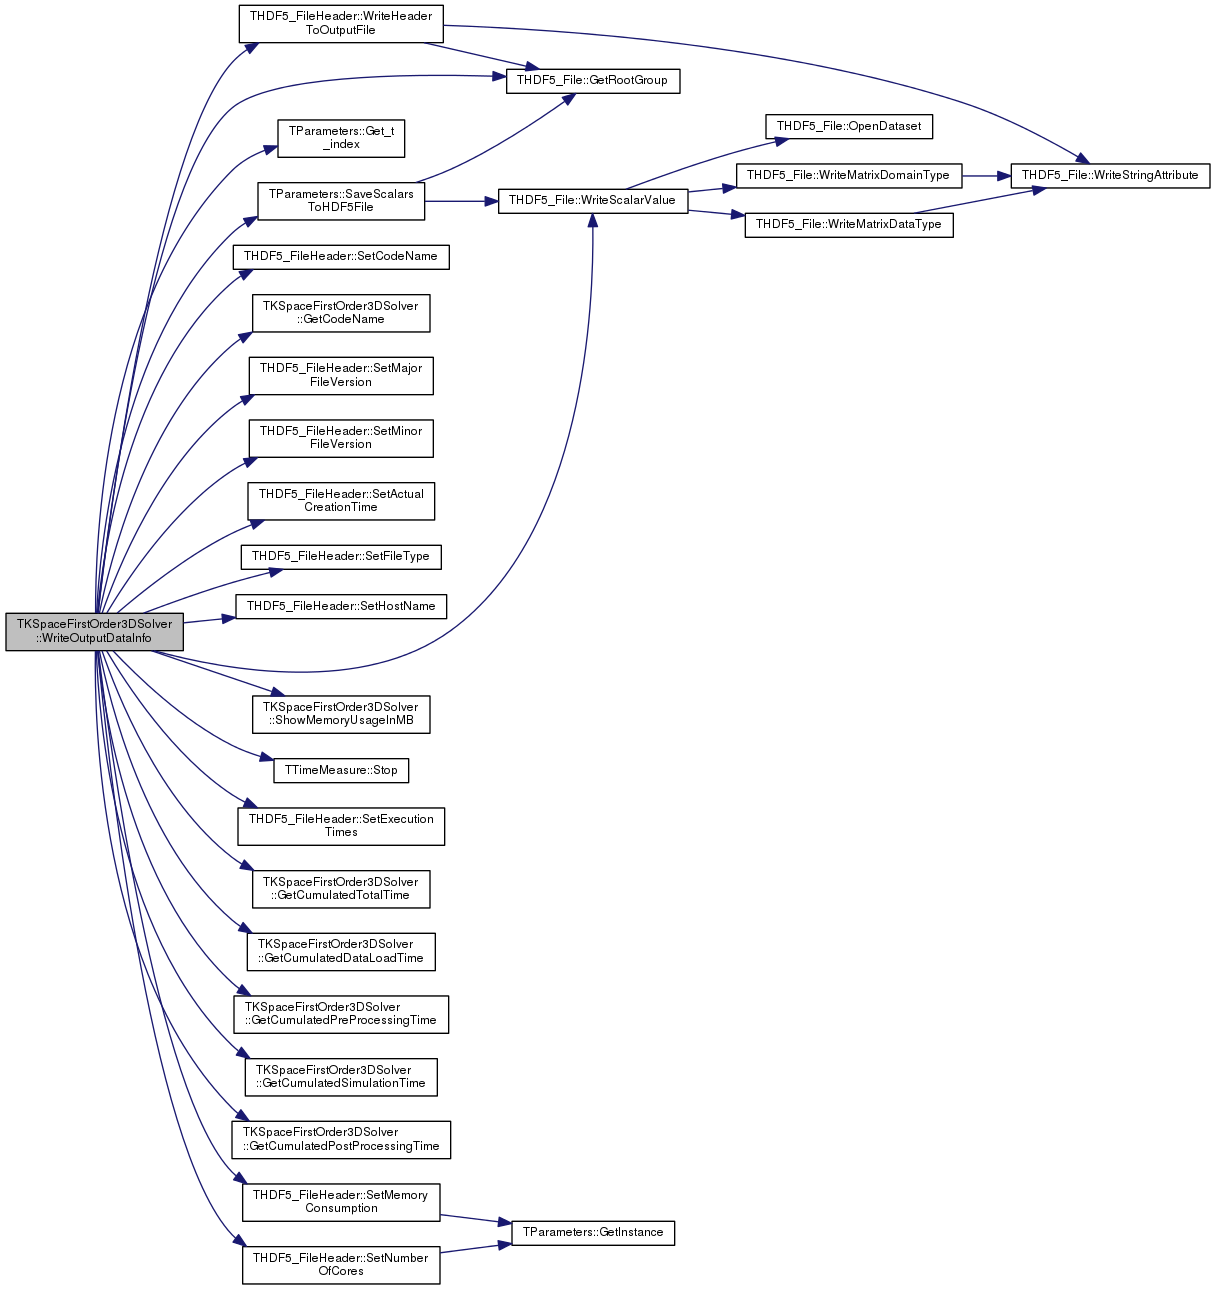 THDF5_FileHeader::WriteHeader
ToOutputFile
THDF5_File::GetRootGroup
TParameters::Get_t
_index
THDF5_File::OpenDataset
THDF5_File::WriteMatrixDomainType
THDF5_File::WriteStringAttribute
TParameters::SaveScalars
ToHDF5File
THDF5_File::WriteScalarValue
THDF5_File::WriteMatrixDataType
THDF5_FileHeader::SetCodeName
TKSpaceFirstOrder3DSolver
::GetCodeName
THDF5_FileHeader::SetMajor
FileVersion
THDF5_FileHeader::SetMinor
FileVersion
THDF5_FileHeader::SetActual
CreationTime
THDF5_FileHeader::SetFileType
THDF5_FileHeader::SetHostName
TKSpaceFirstOrder3DSolver
::WriteOutputDataInfo
TKSpaceFirstOrder3DSolver
::ShowMemoryUsageInMB
TTimeMeasure::Stop
THDF5_FileHeader::SetExecution
Times
TKSpaceFirstOrder3DSolver
::GetCumulatedTotalTime
TKSpaceFirstOrder3DSolver
::GetCumulatedDataLoadTime
TKSpaceFirstOrder3DSolver
::GetCumulatedPreProcessingTime
TKSpaceFirstOrder3DSolver
::GetCumulatedSimulationTime
TKSpaceFirstOrder3DSolver
::GetCumulatedPostProcessingTime
THDF5_FileHeader::SetMemory
Consumption
TParameters::GetInstance
THDF5_FileHeader::SetNumber
OfCores